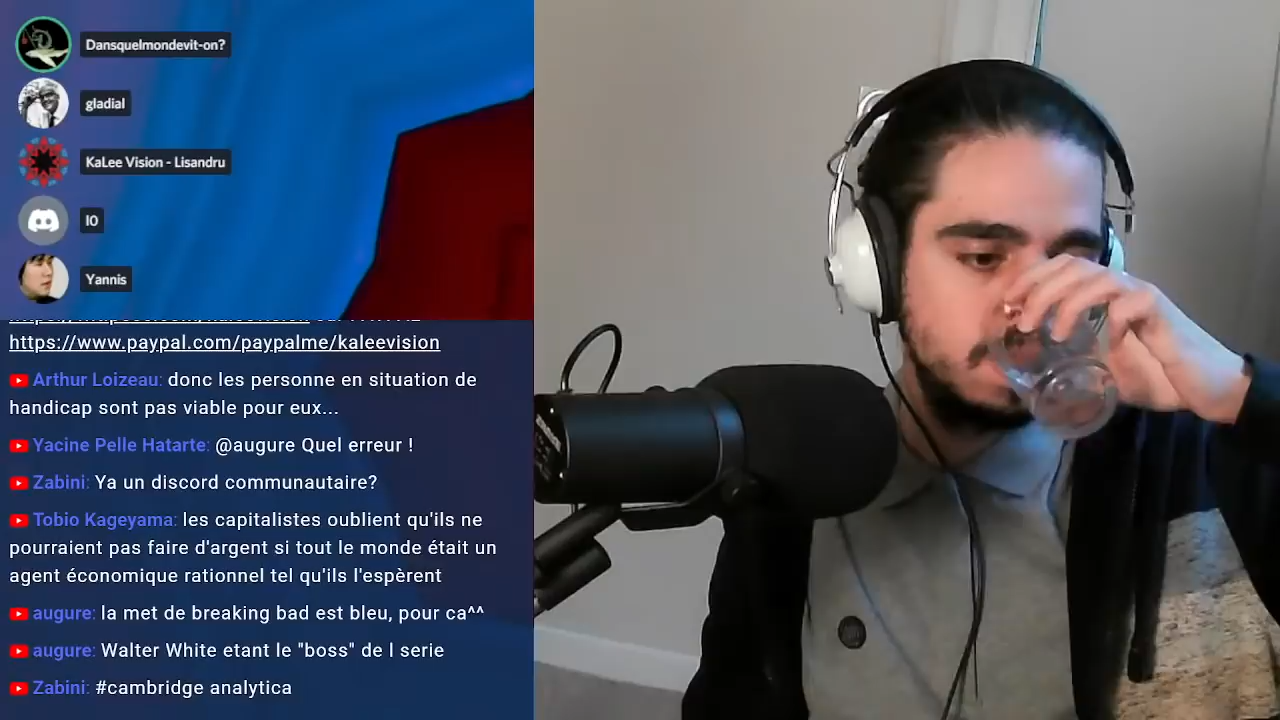 Dansquelmondevit-on?
gladial
KaLee Vision - Lisandru
IO
Yannis
https://www.paypal.com/paypalme/kaleevision
Arthur Loizeau: donc les personne en situation de
handicap sont pas viable pour eux...
Yacine Pelle Hatarte: @augure Quel erreur !
Zabini: Ya un discord communautaire?
Tobio Kageyama: les capitalistes oublient qu'ils ne
pourraient pas faire d'argent si tout le monde était un
agent économique rationnel tel qu'ils l'espèrent
augure: la met de breaking bad est bleu, pour ca^^
augure: Walter White etant le "boss" de l serie
Zabini: #cambridge analytica